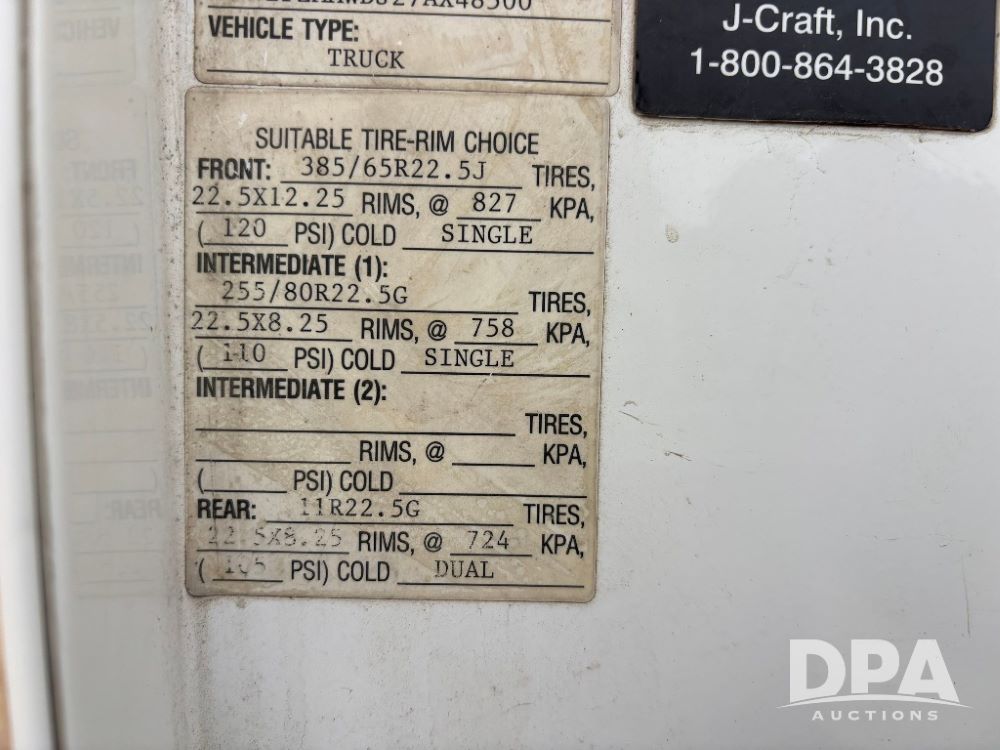 VEHICLE TYPE:
TRUCK
J-Craft, Inc.
1-800-864-3828
SUITABLE TIRE-RIM CHOICE
FRONT: 385/65R22.5J TIRES,
22.5X12.25 RIMS, @ 827 KPA,
( 120 PSI) COLD SINGLE
INTERMEDIATE (1):
255/80R22.5G TIRES,
22.5X8.25 RIMS, @ 758 KPA,
( 110 PSI) COLD SINGLE
INTERMEDIATE (2):
TIRES,
RIMS, @ KPA,
( PSI) COLD
REAR: 11R22.5G TIRES,
22.5X8.25 RIMS, @ 724 KPA,
( 105 PSI) COLD DUAL
DPA
AUCTIONS